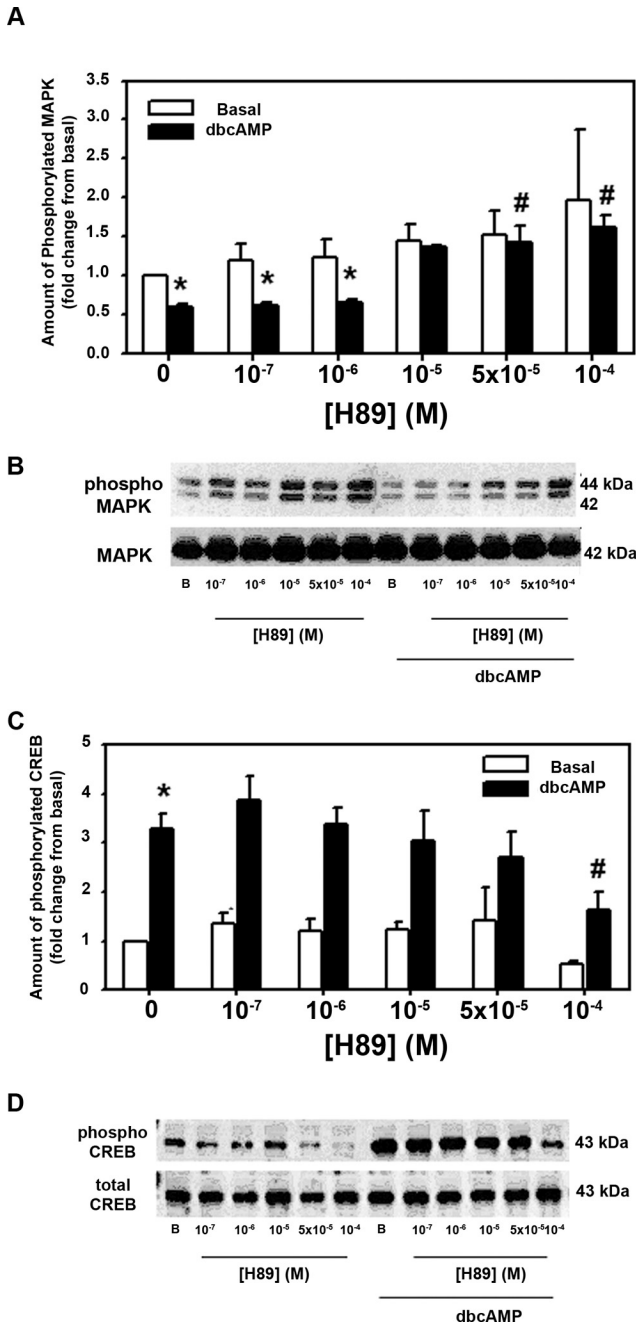 A
Amount of Phosphorylated MAPK
(fold change from basal)
3.5
3.0
2.5
2.0
1.5
1.0
0.5
0.0
Basal
dbcAMP
* * * # #
0 10⁻⁷ 10⁻⁶ 10⁻⁵ 5x10⁻⁵ 10⁻⁴
[H89] (M)
B
phospho
MAPK
44 kDa
42
MAPK
42 kDa
B 10⁻⁷ 10⁻⁶ 10⁻⁵ 5x10⁻⁵ 10⁻⁴ B 10⁻⁷ 10⁻⁶ 10⁻⁵ 5x10⁻⁵10⁻⁴
[H89] (M) [H89] (M)
dbcAMP
C
Amount of phosphorylated CREB
(fold change from basal)
5
4
3
2
1
0
Basal
dbcAMP
* #
0 10⁻⁷ 10⁻⁶ 10⁻⁵ 5x10⁻⁵ 10⁻⁴
[H89] (M)
D
phospho
CREB
43 kDa
total
CREB
43 kDa
B 10⁻⁷ 10⁻⁶ 10⁻⁵ 5x10⁻⁵ 10⁻⁴ B 10⁻⁷ 10⁻⁶ 10⁻⁵ 5x10⁻⁵10⁻⁴
[H89] (M) [H89] (M)
dbcAMP